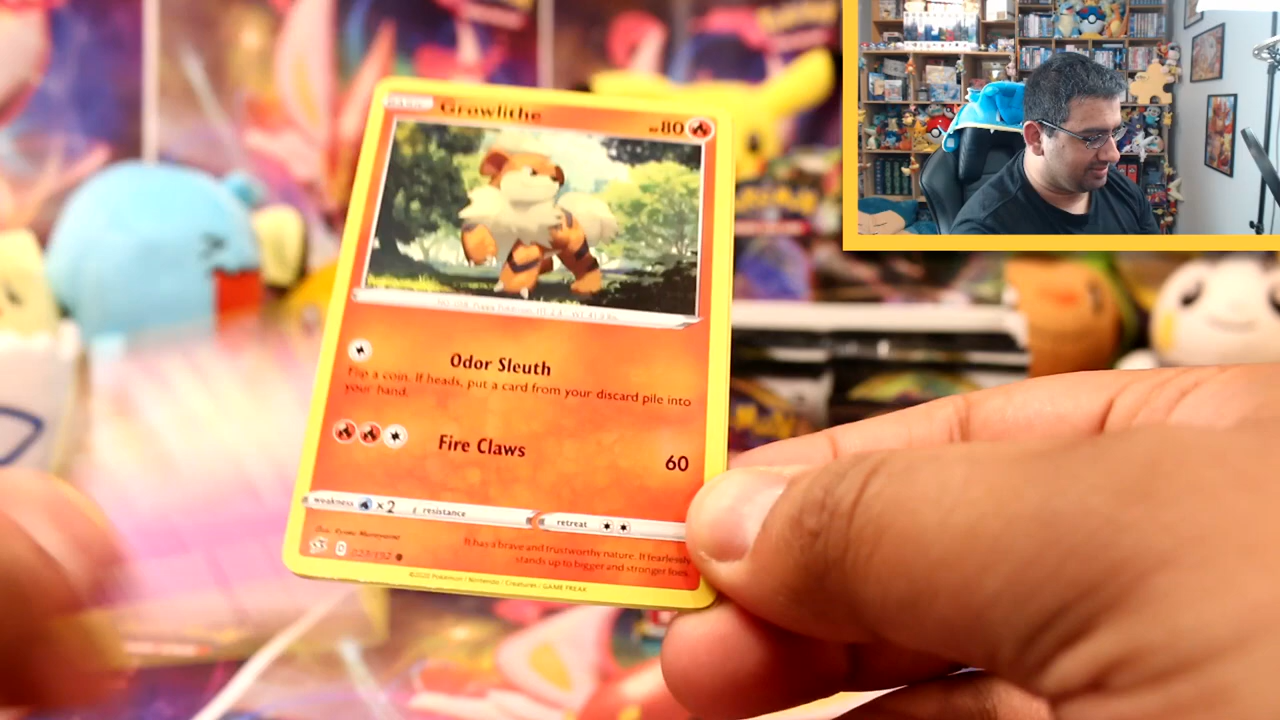 Growlithe
80
Odor Sleuth
Flip a coin. If heads, put a card from your discard pile into
your hand.
Fire Claws
60
weakness ×2 resistance
retreat
It has a brave and trustworthy nature. It fearlessly
stands up to bigger and stronger foes.
©2020 Pokémon / Nintendo / Creatures / GAME FREAK